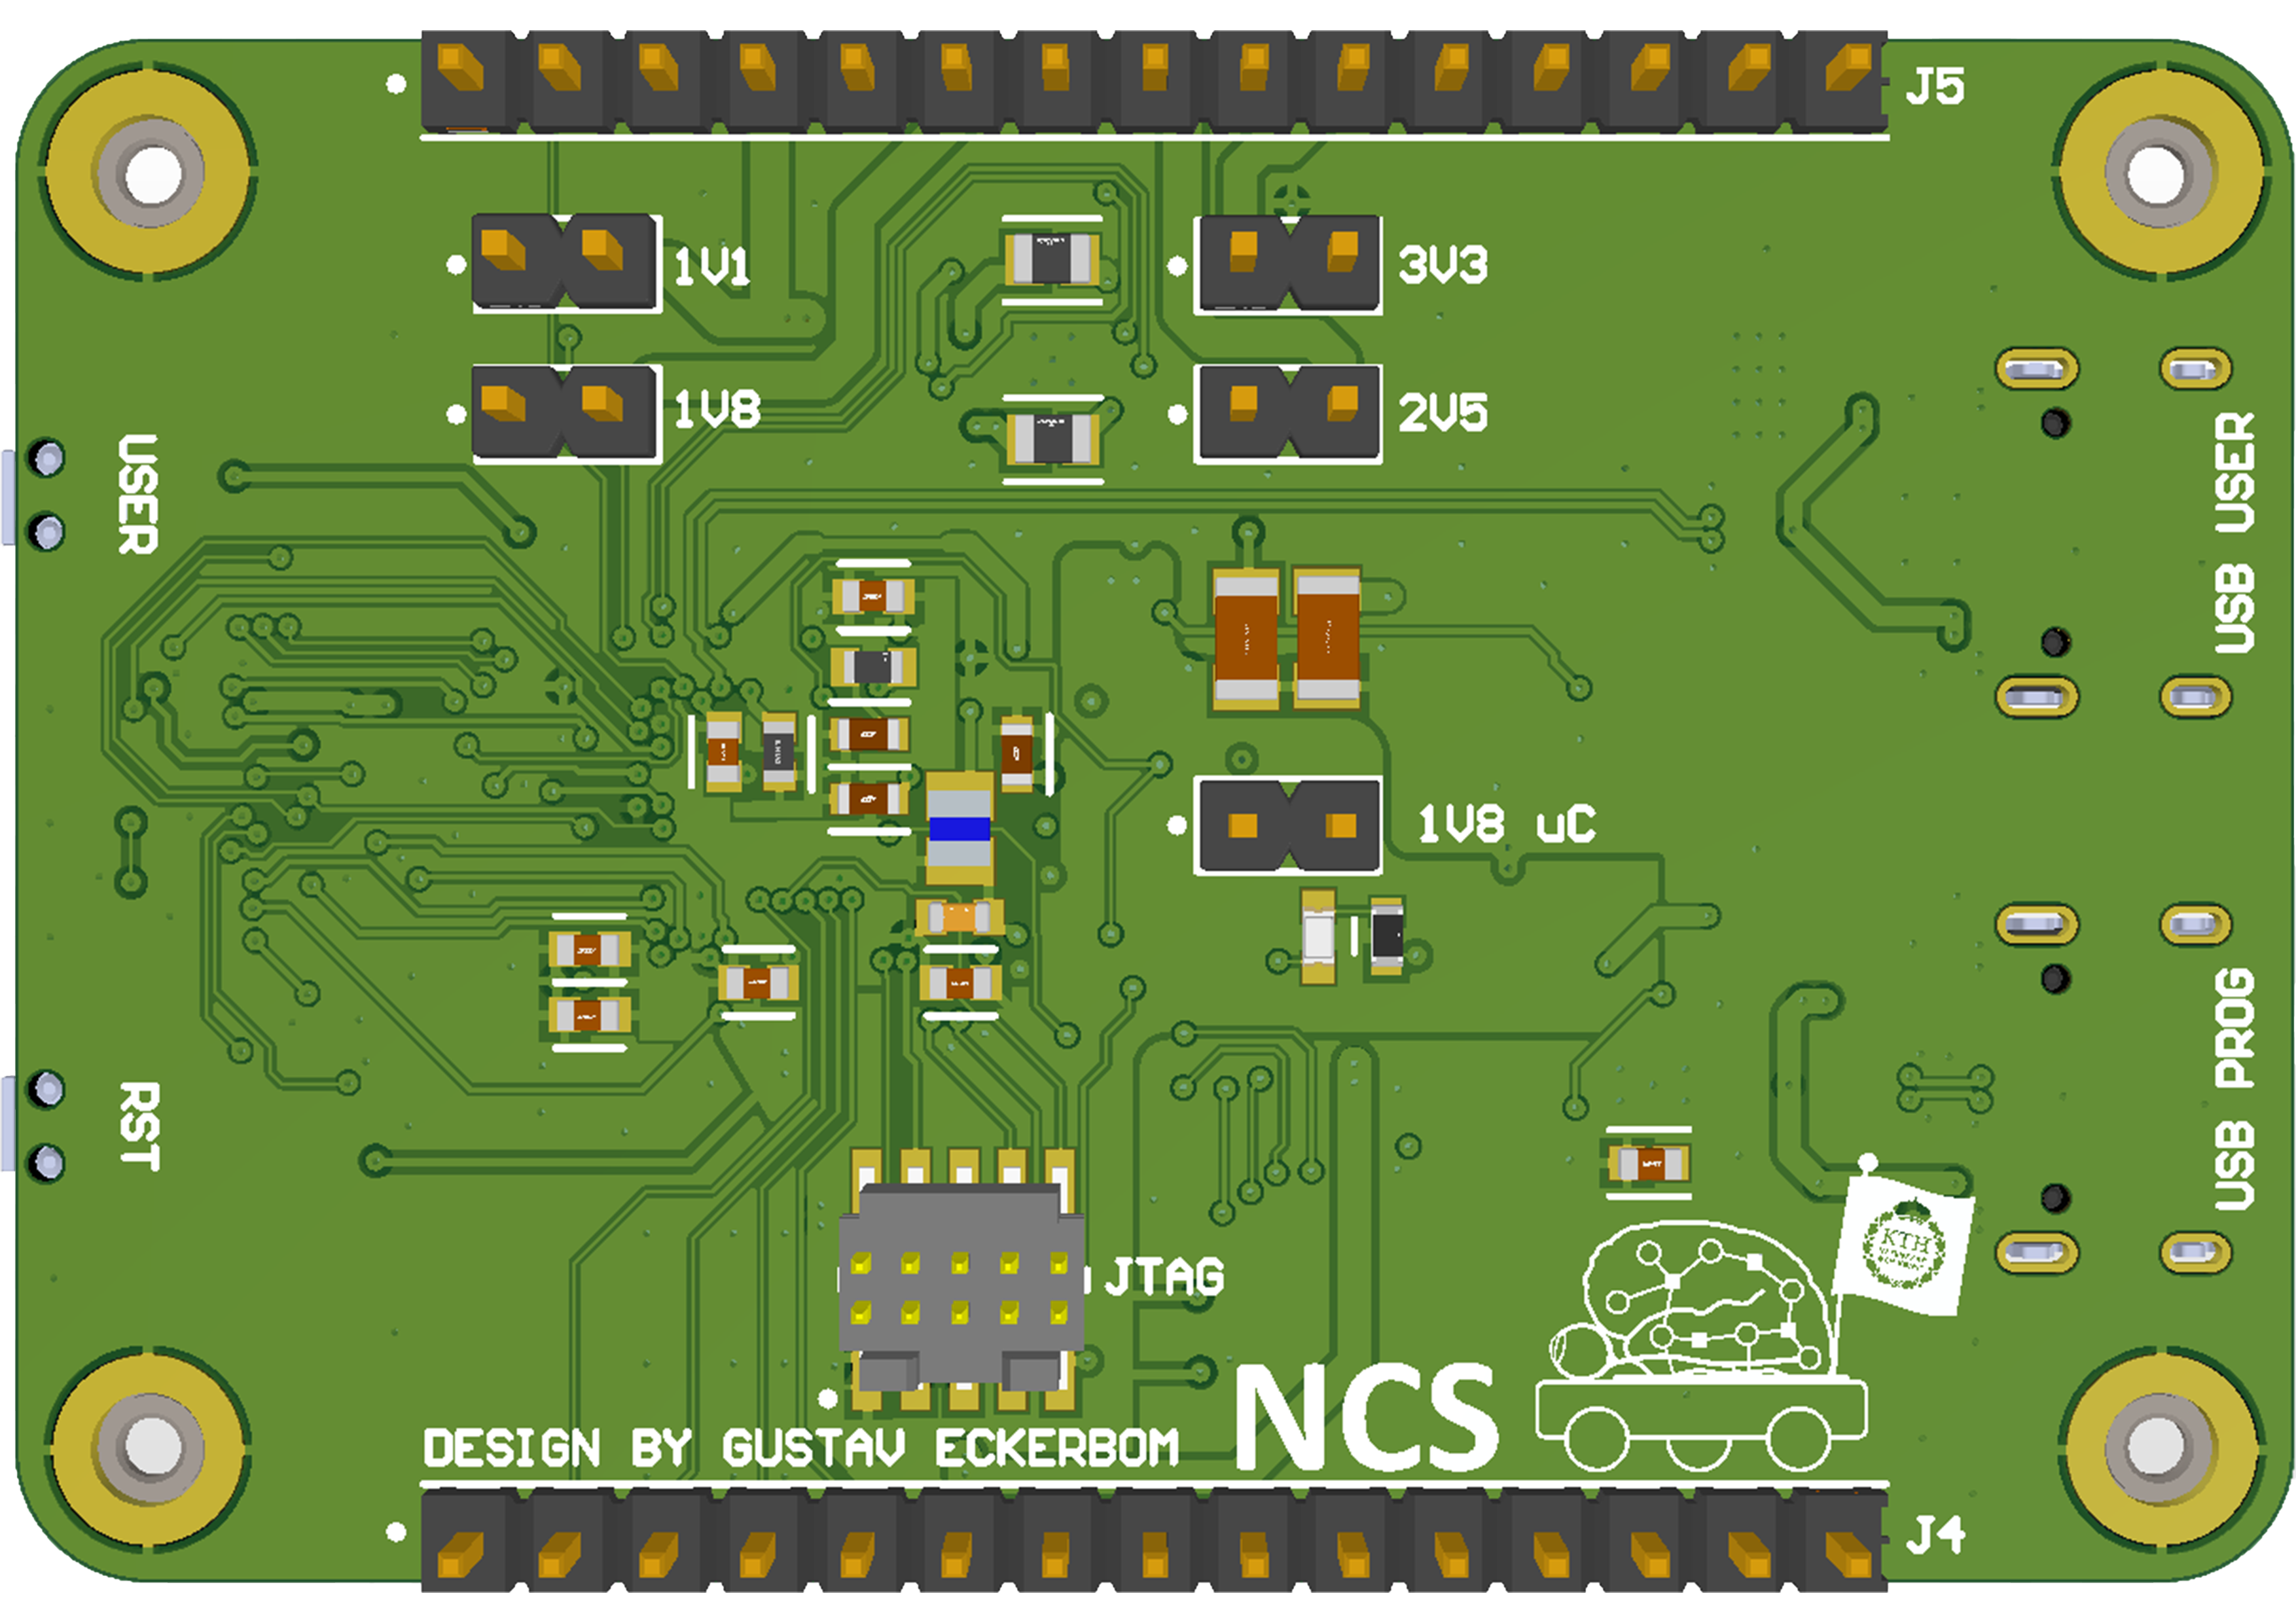 J5
1V1
3V3
1V8
2V5
USER
USB USER
1V8 uC
RST
USB PROG
KTH
JTAG
DESIGN BY GUSTAV ECKERBOM
NCS
J4